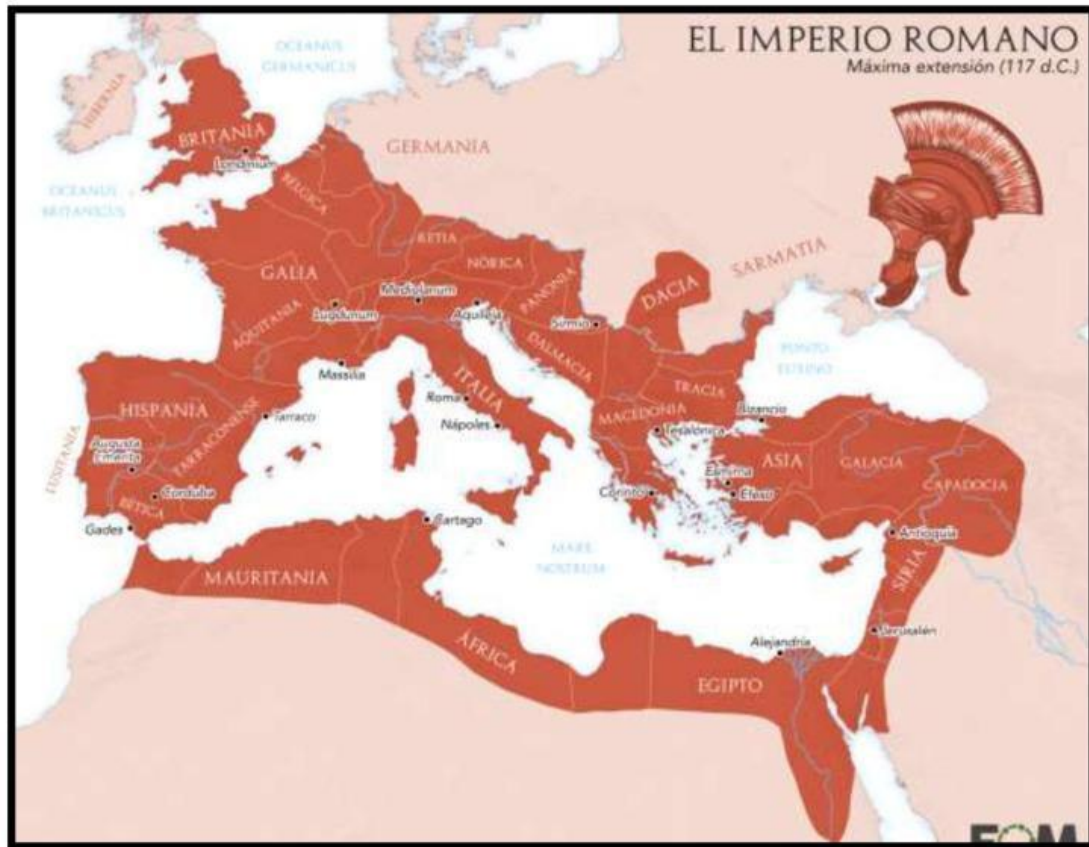 EL IMPERIO ROMANO
Máxima extensión (117 d.C.)
OCEANUS
GERMANICUS
HIBERNIA
BRITANIA
Londinium
GERMANIA
OCEANUS
BRITANICUS
BELGICA
RETIA
NÓRICA
SARMATIA
GALIA
PANONIA
DACIA
Mediolanum
Lugdunum
Aquileia
Sirmio
AQUITANIA
DALMACIA
PONTO
EUXINO
Massilia
ITALIA
TRACIA
HISPANIA
Roma
MACEDONIA
Bizancio
Tarraco
Nápoles
Tesalónica
TARRACONENSE
LUSITANIA
Augusta
Emerita
ASIA
GALACIA
CAPADOCIA
Corduba
Corinto
Esmirna
Efeso
BÉTICA
Gades
Cartago
Antioquía
MARE
NOSTRUM
MAURITANIA
SIRIA
ÁFRICA
Alejandría
Jerusalén
EGIPTO
EOM